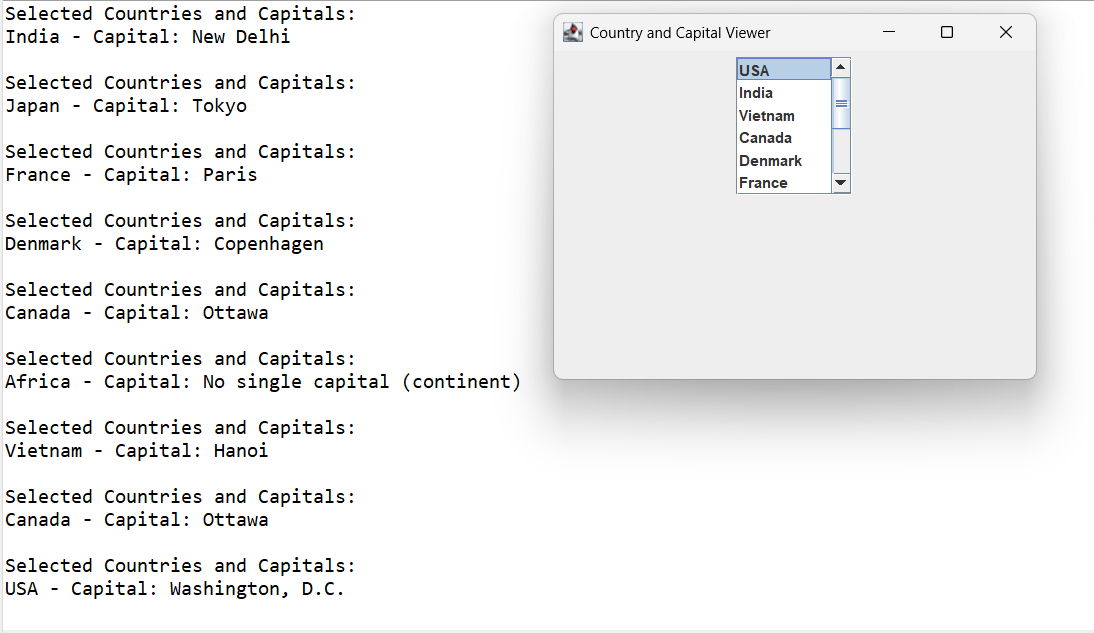 Selected Countries and Capitals:
India - Capital: New Delhi
Selected Countries and Capitals:
Japan - Capital: Tokyo
Selected Countries and Capitals:
France - Capital: Paris
Selected Countries and Capitals:
Denmark - Capital: Copenhagen
Selected Countries and Capitals:
Canada - Capital: Ottawa
Selected Countries and Capitals:
Africa - Capital: No single capital (continent)
Selected Countries and Capitals:
Vietnam - Capital: Hanoi
Selected Countries and Capitals:
Canada - Capital: Ottawa
Selected Countries and Capitals:
USA - Capital: Washington, D.C.
Country and Capital Viewer
USA
India
Vietnam
Canada
Denmark
France